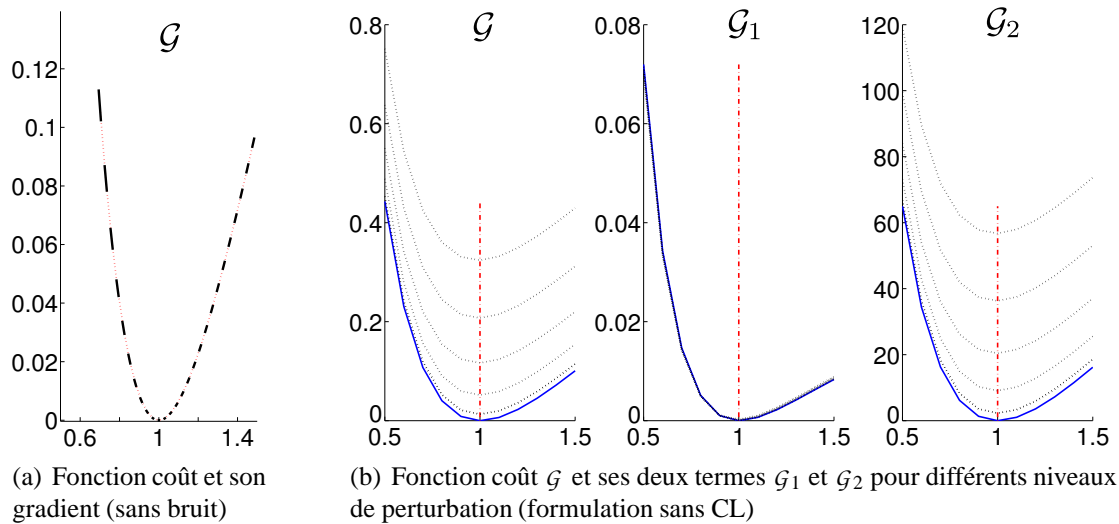 𝒢
0.12
0.1
0.08
0.06
0.04
0.02
0
0.6 1 1.4
(a) Fonction coût et son
gradient (sans bruit)
𝒢
0.8
0.6
0.4
0.2
0
0.5 1 1.5
𝒢₁
0.08
0.06
0.04
0.02
0
0.5 1 1.5
𝒢₂
120
100
80
60
40
20
0
0.5 1 1.5
(b) Fonction coût 𝒢 et ses deux termes 𝒢₁ et 𝒢₂ pour différents niveaux
de perturbation (formulation sans CL)